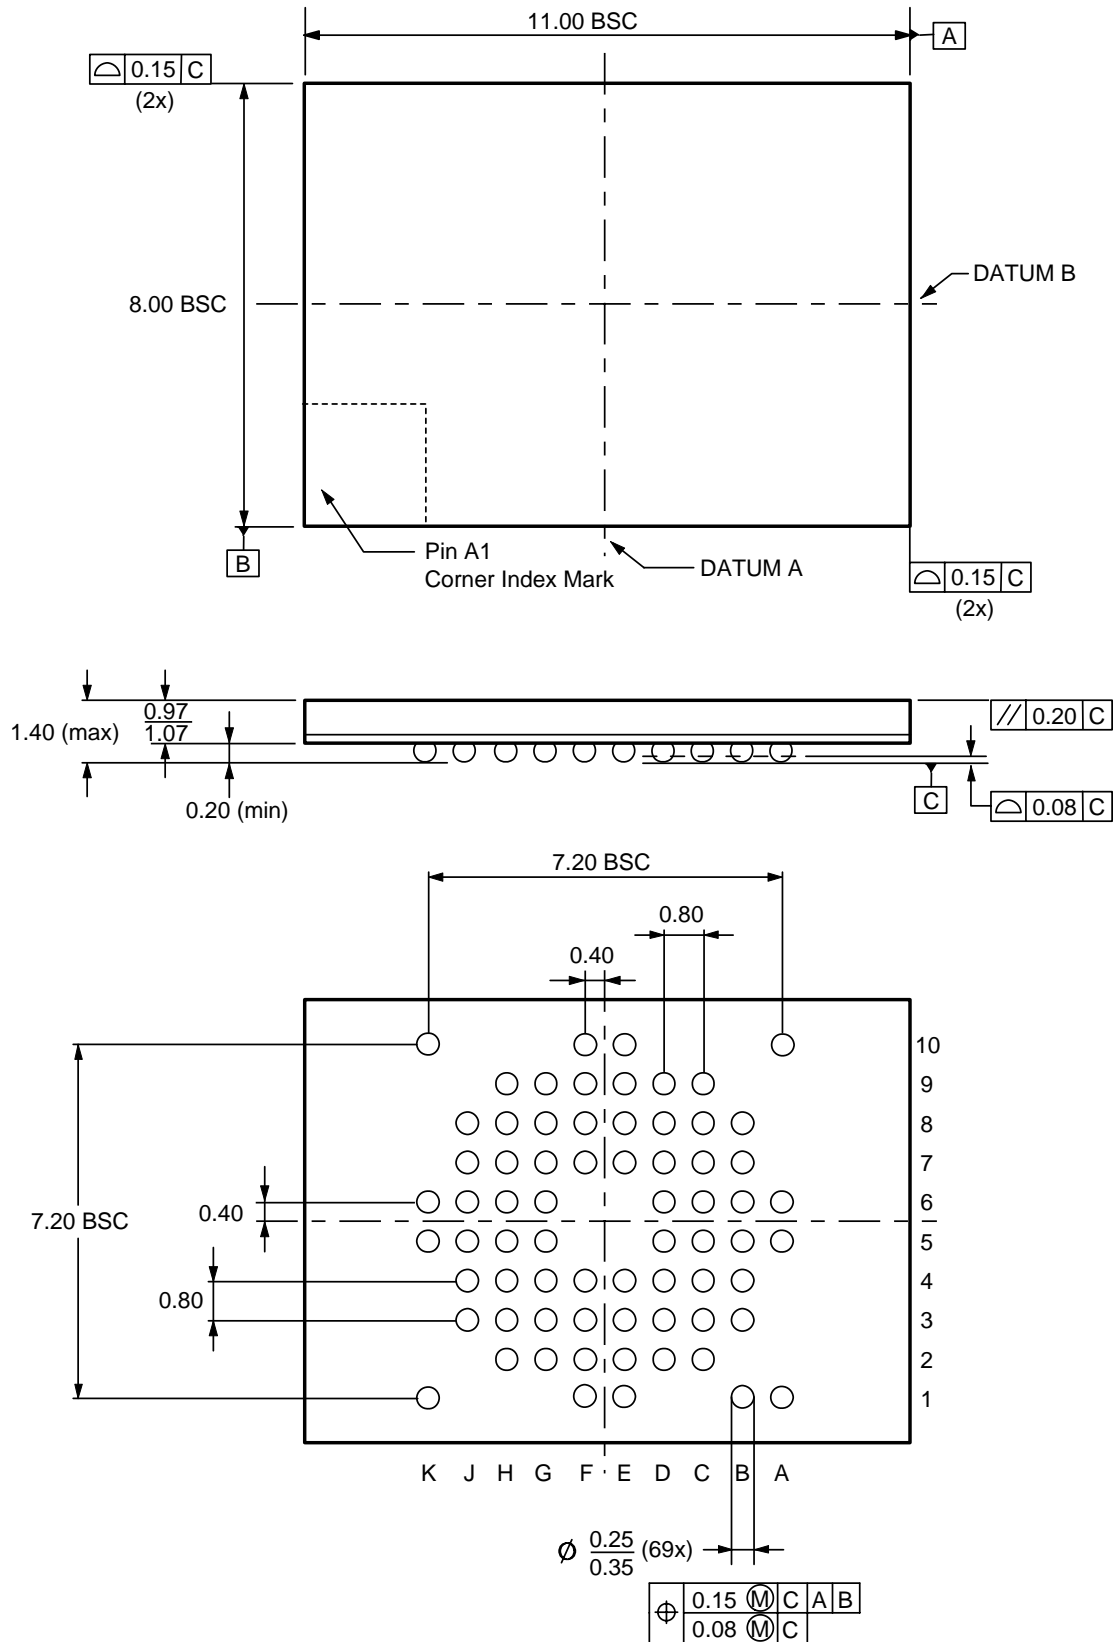 11.00 BSC
A
⌓ 0.15 C
(2x)
DATUM B
8.00 BSC
Pin A1
Corner Index Mark
DATUM A
B
⌓ 0.15 C
(2x)
1.40 (max)
0.97
1.07
0.20 (min)
// 0.20 C
C
⌓ 0.08 C
7.20 BSC
0.80
0.40
10
9
8
7
6
5
4
3
2
1
7.20 BSC
0.40
0.80
K J H G F E D C B A
Ø 0.25 (69x)
0.35
⌖ 0.15 Ⓜ C A B
0.08 Ⓜ C